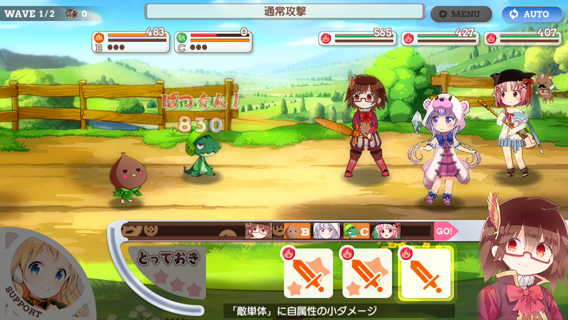 WAVE 1/2 0
通常攻撃
MENU
AUTO
483
B
0
C
565
427
407
ばつぐん!
830
B
C
GO!
とっておき
SUPPORT
「敵単体」に自属性の小ダメージ